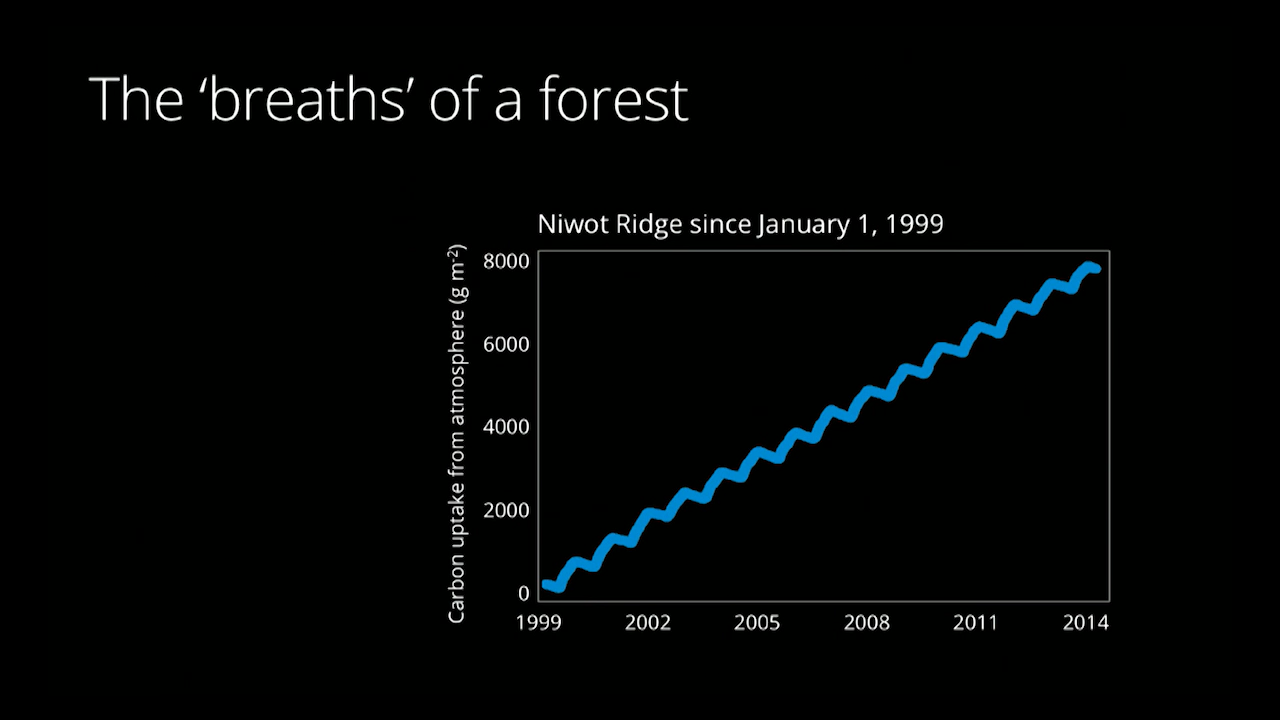 The ‘breaths’ of a forest
Niwot Ridge since January 1, 1999
Carbon uptake from atmosphere (g m⁻²)
8000
6000
4000
2000
0
1999 2002 2005 2008 2011 2014